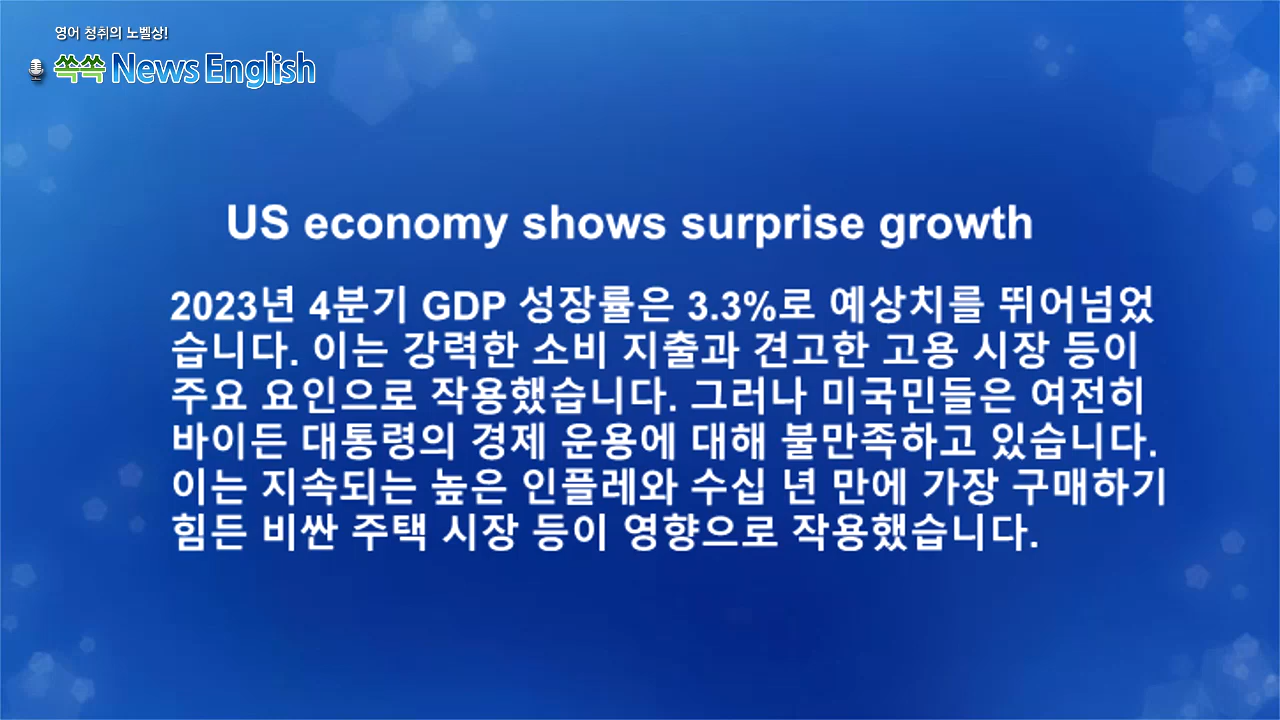 영어 청취의 노벨상!
쏙쏙 News English
US economy shows surprise growth
2023년 4분기 GDP 성장률은 3.3%로 예상치를 뛰어넘었
습니다. 이는 강력한 소비 지출과 견고한 고용 시장 등이
주요 요인으로 작용했습니다. 그러나 미국민들은 여전히
바이든 대통령의 경제 운용에 대해 불만족하고 있습니다.
이는 지속되는 높은 인플레와 수십 년 만에 가장 구매하기
힘든 비싼 주택 시장 등이 영향으로 작용했습니다.